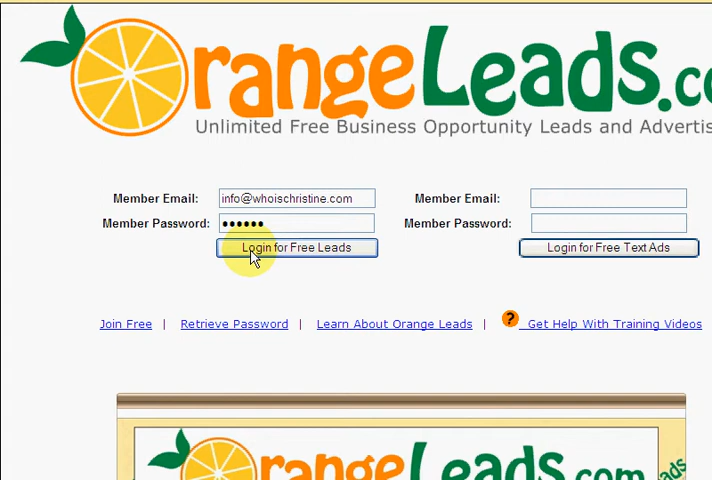 OrangeLeads.co
Unlimited Free Business Opportunity Leads and Advertis
Member Email: info@whoischristine.com Member Email:
Member Password: ●●●●●● Member Password:
Login for Free Leads Login for Free Text Ads
Join Free | Retrieve Password | Learn About Orange Leads | ? Get Help With Training Videos
OrangeLeads.com